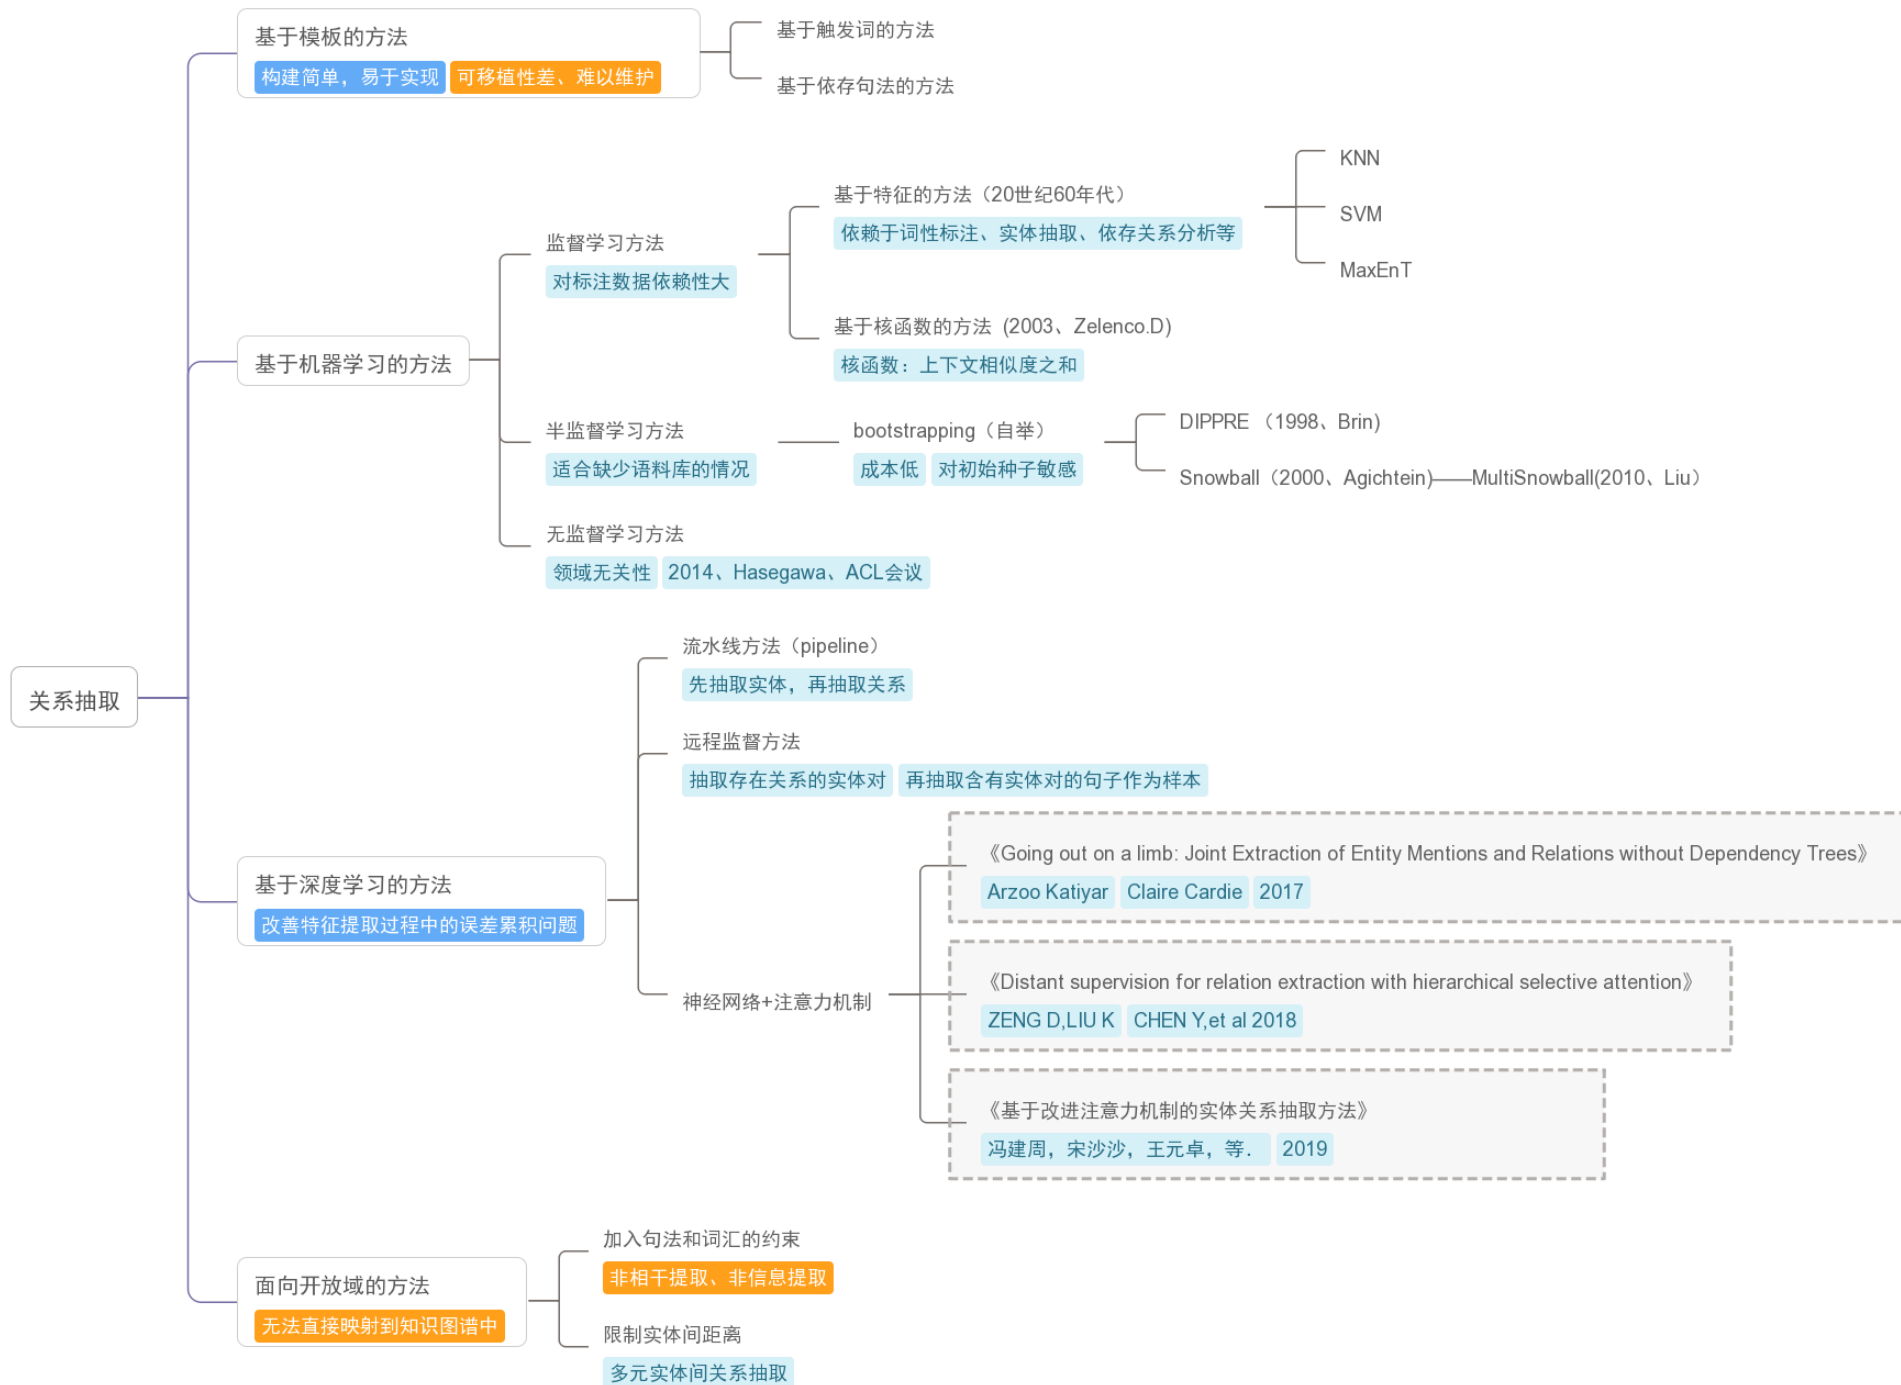 关系抽取
基于模板的方法
构建简单，易于实现 可移植性差、难以维护
基于触发词的方法
基于依存句法的方法
基于机器学习的方法
监督学习方法
对标注数据依赖性大
基于特征的方法（20世纪60年代）
依赖于词性标注、实体抽取、依存关系分析等
KNN
SVM
MaxEnT
基于核函数的方法 (2003、Zelenco.D)
核函数：上下文相似度之和
半监督学习方法
适合缺少语料库的情况
bootstrapping（自举）
成本低 对初始种子敏感
DIPPRE （1998、Brin)
Snowball（2000、Agichtein) MultiSnowball(2010、Liu）
无监督学习方法
领域无关性 2014、Hasegawa、ACL会议
基于深度学习的方法
改善特征提取过程中的误差累积问题
流水线方法（pipeline）
先抽取实体，再抽取关系
远程监督方法
抽取存在关系的实体对 再抽取含有实体对的句子作为样本
神经网络+注意力机制
《Going out on a limb: Joint Extraction of Entity Mentions and Relations without Dependency Trees》
Arzoo Katiyar Claire Cardie 2017
《Distant supervision for relation extraction with hierarchical selective attention》
ZENG D,LIU K CHEN Y,et al 2018
《基于改进注意力机制的实体关系抽取方法》
冯建周，宋沙沙，王元卓，等． 2019
面向开放域的方法
无法直接映射到知识图谱中
加入句法和词汇的约束
非相干提取、非信息提取
限制实体间距离
多元实体间关系抽取